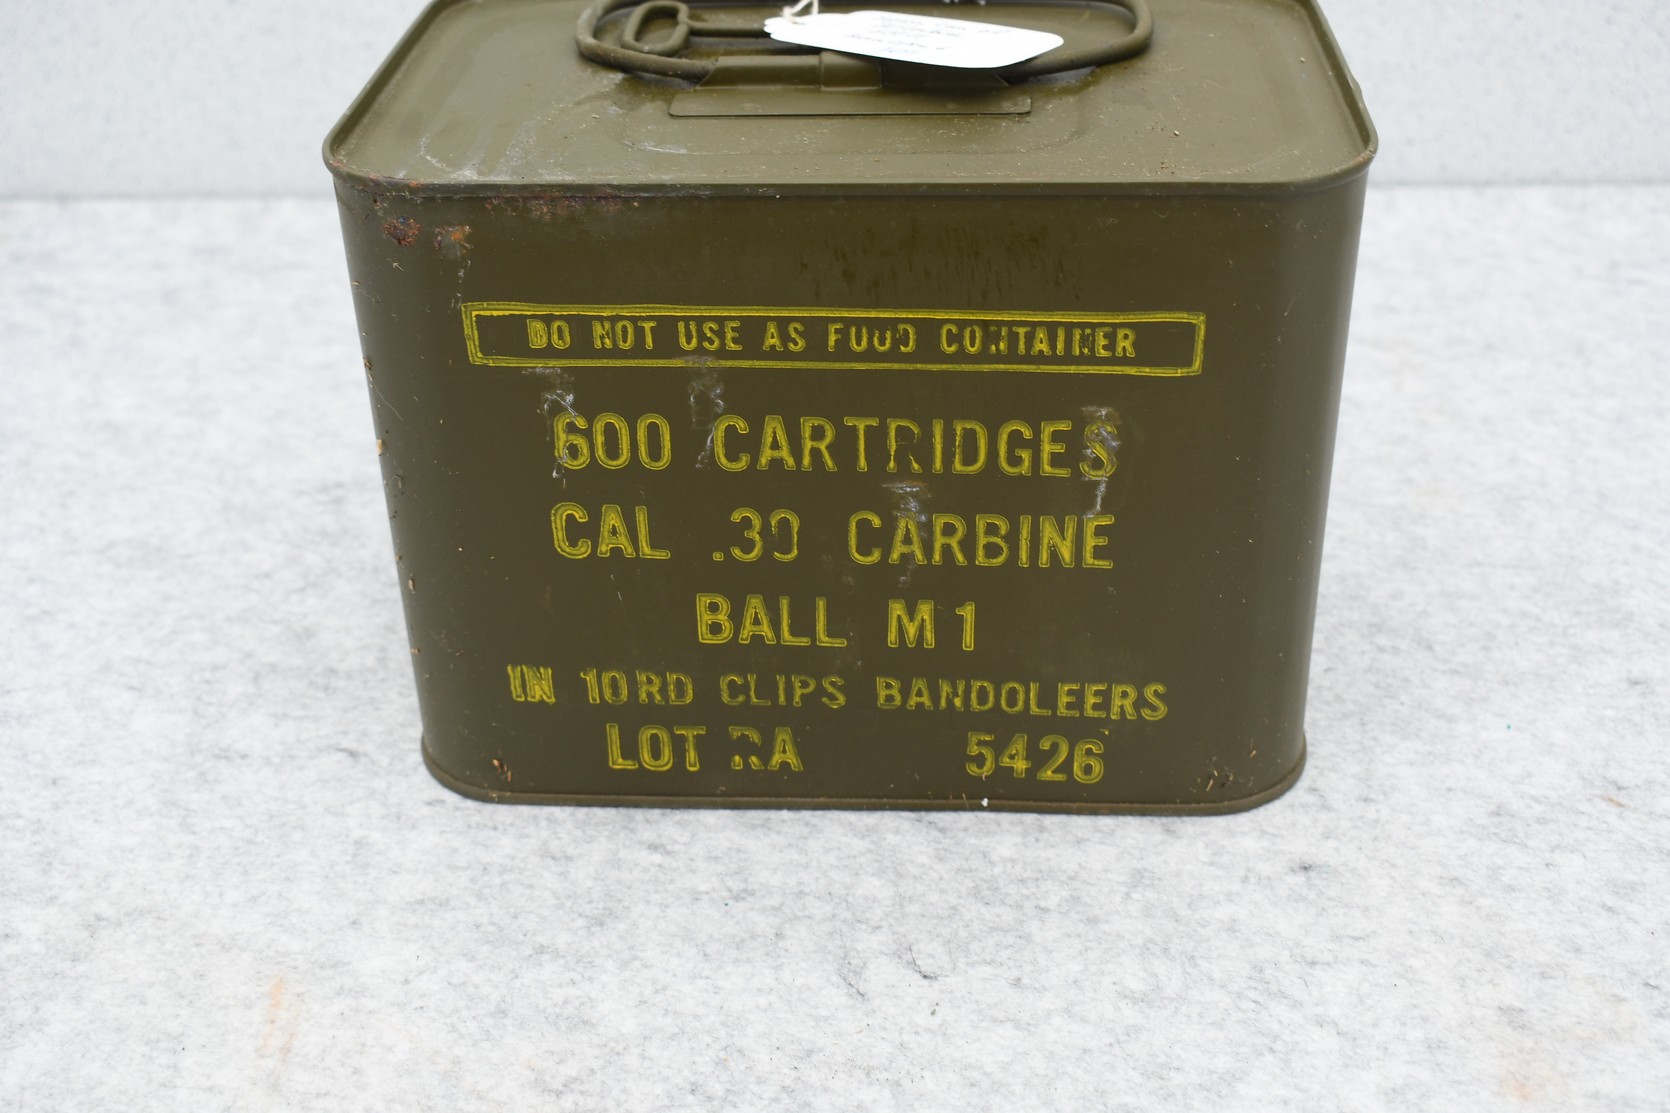 DO NOT USE AS FOOD CONTAINER
600 CARTRIDGES
CAL .30 CARBINE
BALL M1
IN 10RD CLIPS BANDOLEERS
LOT RA 5426